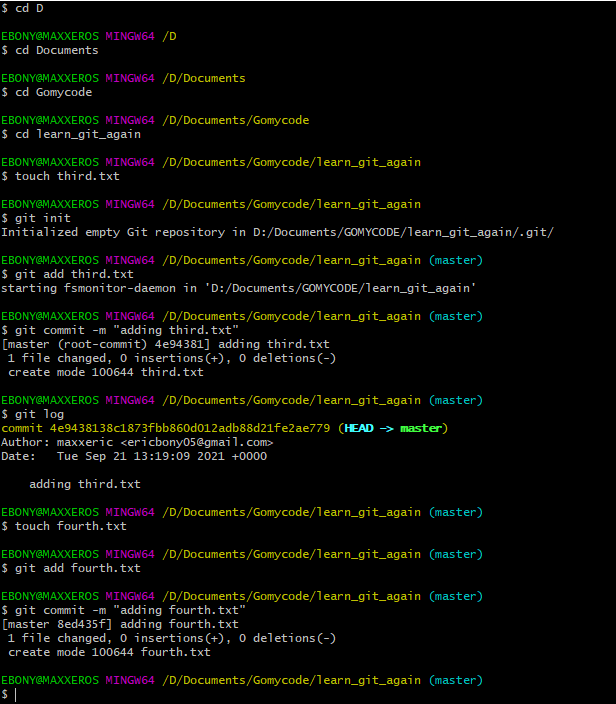 $ cd D
EBONY@MAXXEROS MINGW64 /D
$ cd Documents
EBONY@MAXXEROS MINGW64 /D/Documents
$ cd Gomycode
EBONY@MAXXEROS MINGW64 /D/Documents/Gomycode
$ cd learn_git_again
EBONY@MAXXEROS MINGW64 /D/Documents/Gomycode/learn_git_again
$ touch third.txt
EBONY@MAXXEROS MINGW64 /D/Documents/Gomycode/learn_git_again
$ git init
Initialized empty Git repository in D:/Documents/GOMYCODE/learn_git_again/.git/
EBONY@MAXXEROS MINGW64 /D/Documents/Gomycode/learn_git_again (master)
$ git add third.txt
starting fsmonitor-daemon in 'D:/Documents/GOMYCODE/learn_git_again'
EBONY@MAXXEROS MINGW64 /D/Documents/Gomycode/learn_git_again (master)
$ git commit -m "adding third.txt"
[master (root-commit) 4e94381] adding third.txt
 1 file changed, 0 insertions(+), 0 deletions(-)
 create mode 100644 third.txt
EBONY@MAXXEROS MINGW64 /D/Documents/Gomycode/learn_git_again (master)
$ git log
commit 4e9438138c1873fbb860d012adb88d21fe2ae779 (HEAD -> master)
Author: maxxeric <ericbony05@gmail.com>
Date:   Tue Sep 21 13:19:09 2021 +0000
    adding third.txt
EBONY@MAXXEROS MINGW64 /D/Documents/Gomycode/learn_git_again (master)
$ touch fourth.txt
EBONY@MAXXEROS MINGW64 /D/Documents/Gomycode/learn_git_again (master)
$ git add fourth.txt
EBONY@MAXXEROS MINGW64 /D/Documents/Gomycode/learn_git_again (master)
$ git commit -m "adding fourth.txt"
[master 8ed435f] adding fourth.txt
 1 file changed, 0 insertions(+), 0 deletions(-)
 create mode 100644 fourth.txt
EBONY@MAXXEROS MINGW64 /D/Documents/Gomycode/learn_git_again (master)
$